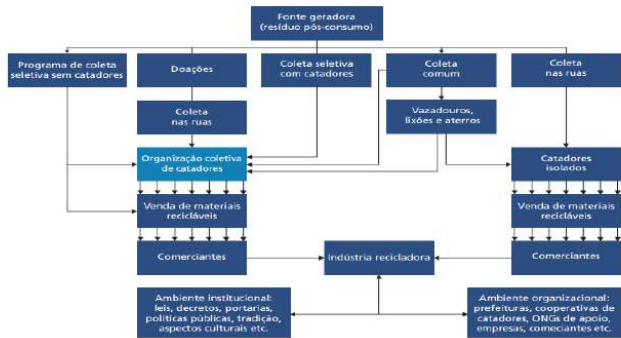 Fonte geradora
(resíduo pós-consumo)
Programa de coleta
seletiva sem catadores
Doações
Coleta seletiva
com catadores
Coleta
comum
Coleta
nas ruas
Coleta
nas ruas
Vazadouros,
lixões e aterros
Organização coletiva
de catadores
Catadores
isolados
Venda de materiais
recicláveis
Venda de materiais
recicláveis
Comerciantes
Indústria recicladora
Comerciantes
Ambiente institucional:
leis, decretos, portarias,
políticas públicas, tradição,
aspectos culturais etc.
Ambiente organizacional:
prefeituras, cooperativas de
catadores, ONGs de apoio,
empresas, comeciantes etc.